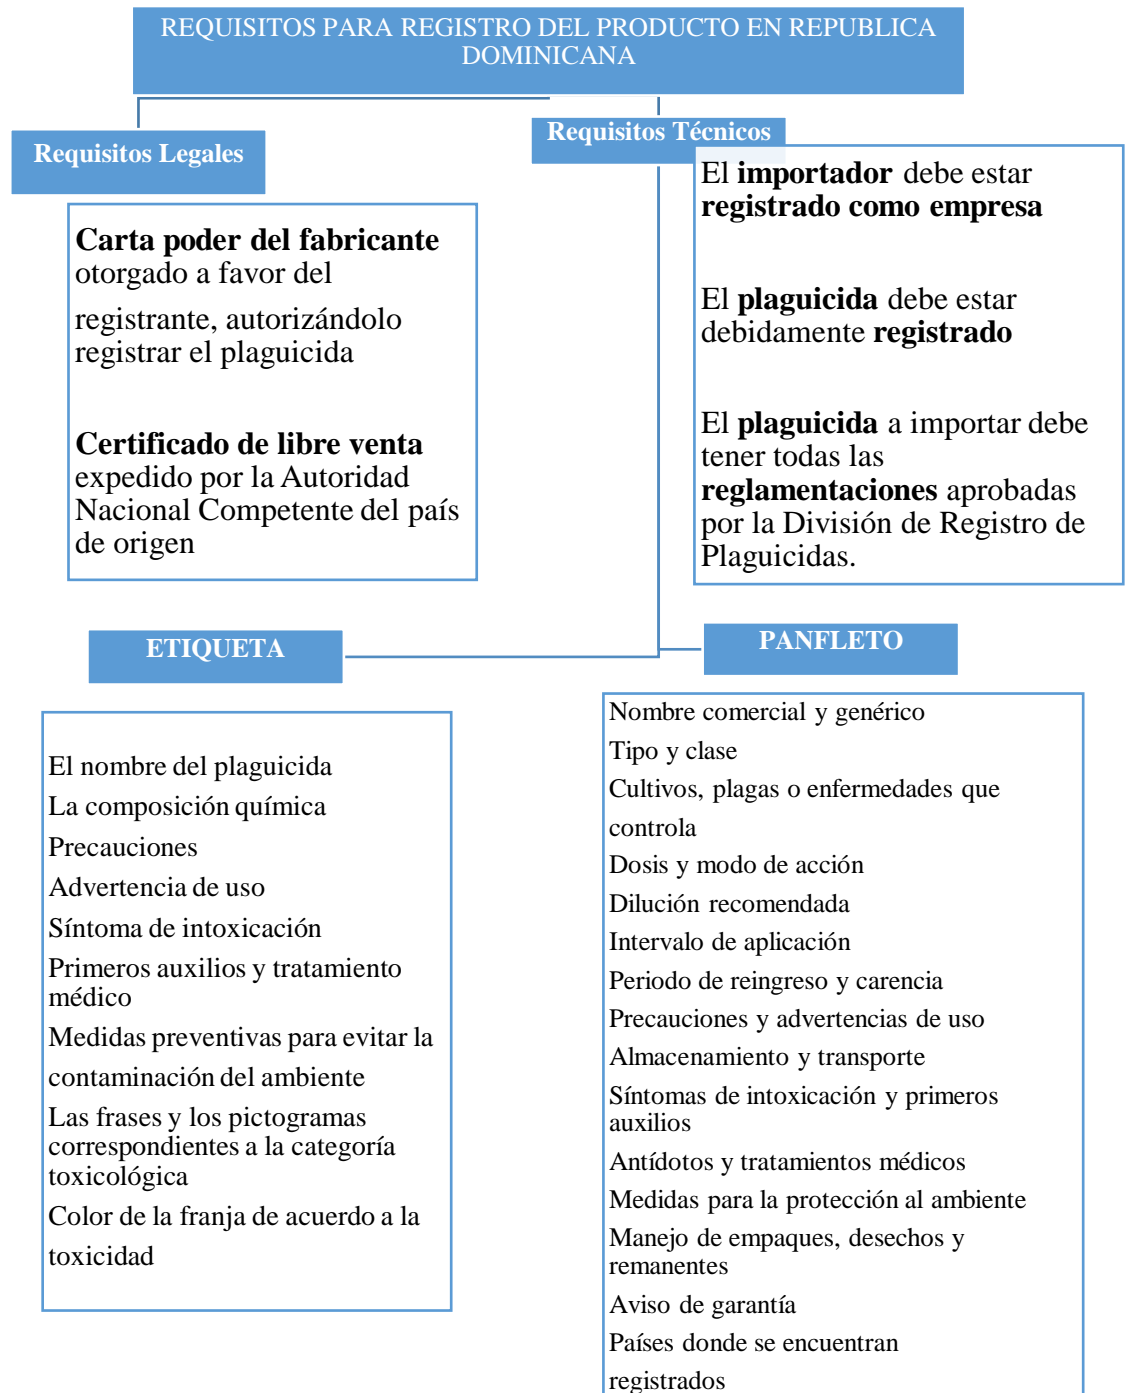 REQUISITOS PARA REGISTRO DEL PRODUCTO EN REPUBLICA
DOMINICANA
Requisitos Legales
Carta poder del fabricante
otorgado a favor del
registrante, autorizándolo
registrar el plaguicida
Certificado de libre venta
expedido por la Autoridad
Nacional Competente del país
de origen
Requisitos Técnicos
El importador debe estar
registrado como empresa
El plaguicida debe estar
debidamente registrado
El plaguicida a importar debe
tener todas las
reglamentaciones aprobadas
por la División de Registro de
Plaguicidas.
ETIQUETA
El nombre del plaguicida
La composición química
Precauciones
Advertencia de uso
Síntoma de intoxicación
Primeros auxilios y tratamiento
médico
Medidas preventivas para evitar la
contaminación del ambiente
Las frases y los pictogramas
correspondientes a la categoría
toxicológica
Color de la franja de acuerdo a la
toxicidad
PANFLETO
Nombre comercial y genérico
Tipo y clase
Cultivos, plagas o enfermedades que
controla
Dosis y modo de acción
Dilución recomendada
Intervalo de aplicación
Periodo de reingreso y carencia
Precauciones y advertencias de uso
Almacenamiento y transporte
Síntomas de intoxicación y primeros
auxilios
Antídotos y tratamientos médicos
Medidas para la protección al ambiente
Manejo de empaques, desechos y
remanentes
Aviso de garantía
Países donde se encuentran
registrados